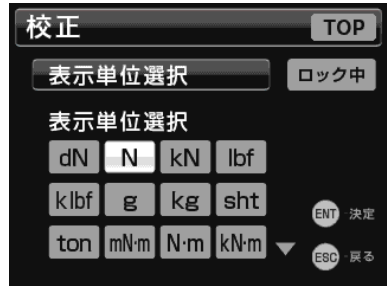 校正 TOP
表示単位選択 ロック中
表示単位選択
dN N kN lbf
klbf g kg sht
ENT 決定
ton mN·m N·m kN·m
ESC 戻る